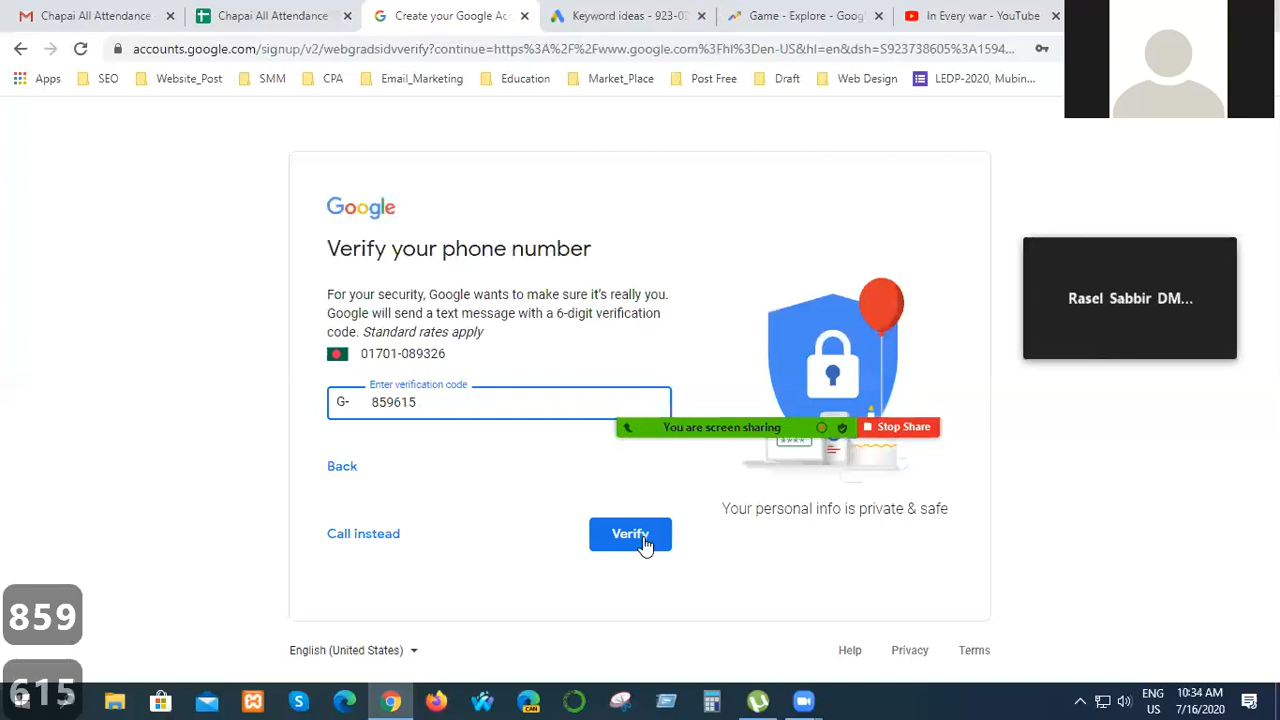 Chapai All Attendance
Chapai All Attendance
Create your Google Ac
Keyword ideas - 923-0
Game - Explore - Goog
In Every war - YouTube
accounts.google.com/signup/v2/webgradsidvverify?continue=https%3A%2F%2Fwww.google.com%3Fhl%3Den-US&hl=en&dsh=S923738605%3A1594...
Apps
SEO
Website_Post
SMM
CPA
Email_Marketing
Education
Market_Place
Post Free
Draft
Web Design
LEDP-2020, Mubin...
Google
Verify your phone number
For your security, Google wants to make sure it's really you.
Google will send a text message with a 6-digit verification
code. Standard rates apply
01701-089326
Enter verification code
G- 859615
You are screen sharing
Stop Share
Back
Your personal info is private & safe
Call instead
Verify
Rasel Sabbir DM...
859
615
English (United States)
Help
Privacy
Terms
CAN
ENG
US
10:34 AM
7/16/2020